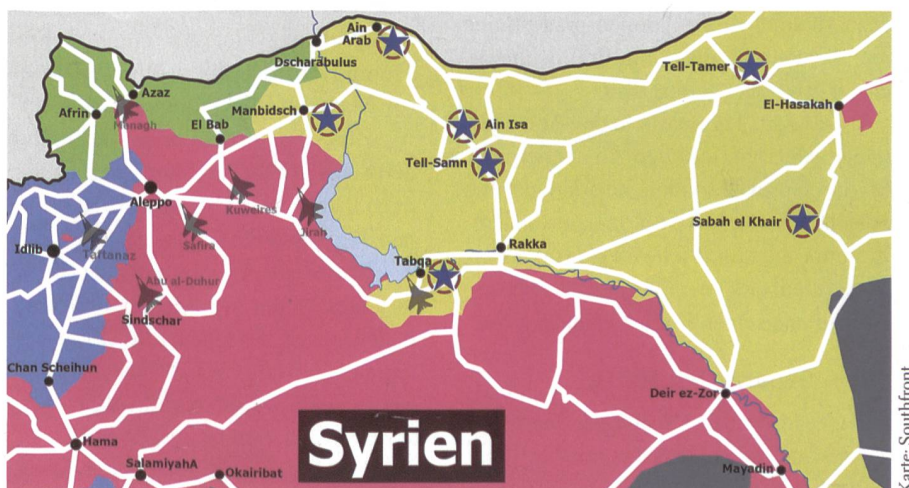 Ain
Arab
Dscharabulus
Tell-Tamer
Azaz
El-Hasakah
Afrin
Managh
Manbidsch
El Bab
Ain Isa
Tell-Samn
Aleppo
Kuweires
Jirah
Safira
Sabah el Khair
Taftanaz
Idlib
Rakka
Tabqa
Abu al-Duhur
Sindschar
Chan Scheihun
Deir ez-Zor
Syrien
Hama
SalamiyahA
Okairibat
Mayadin
Karte: Southfront